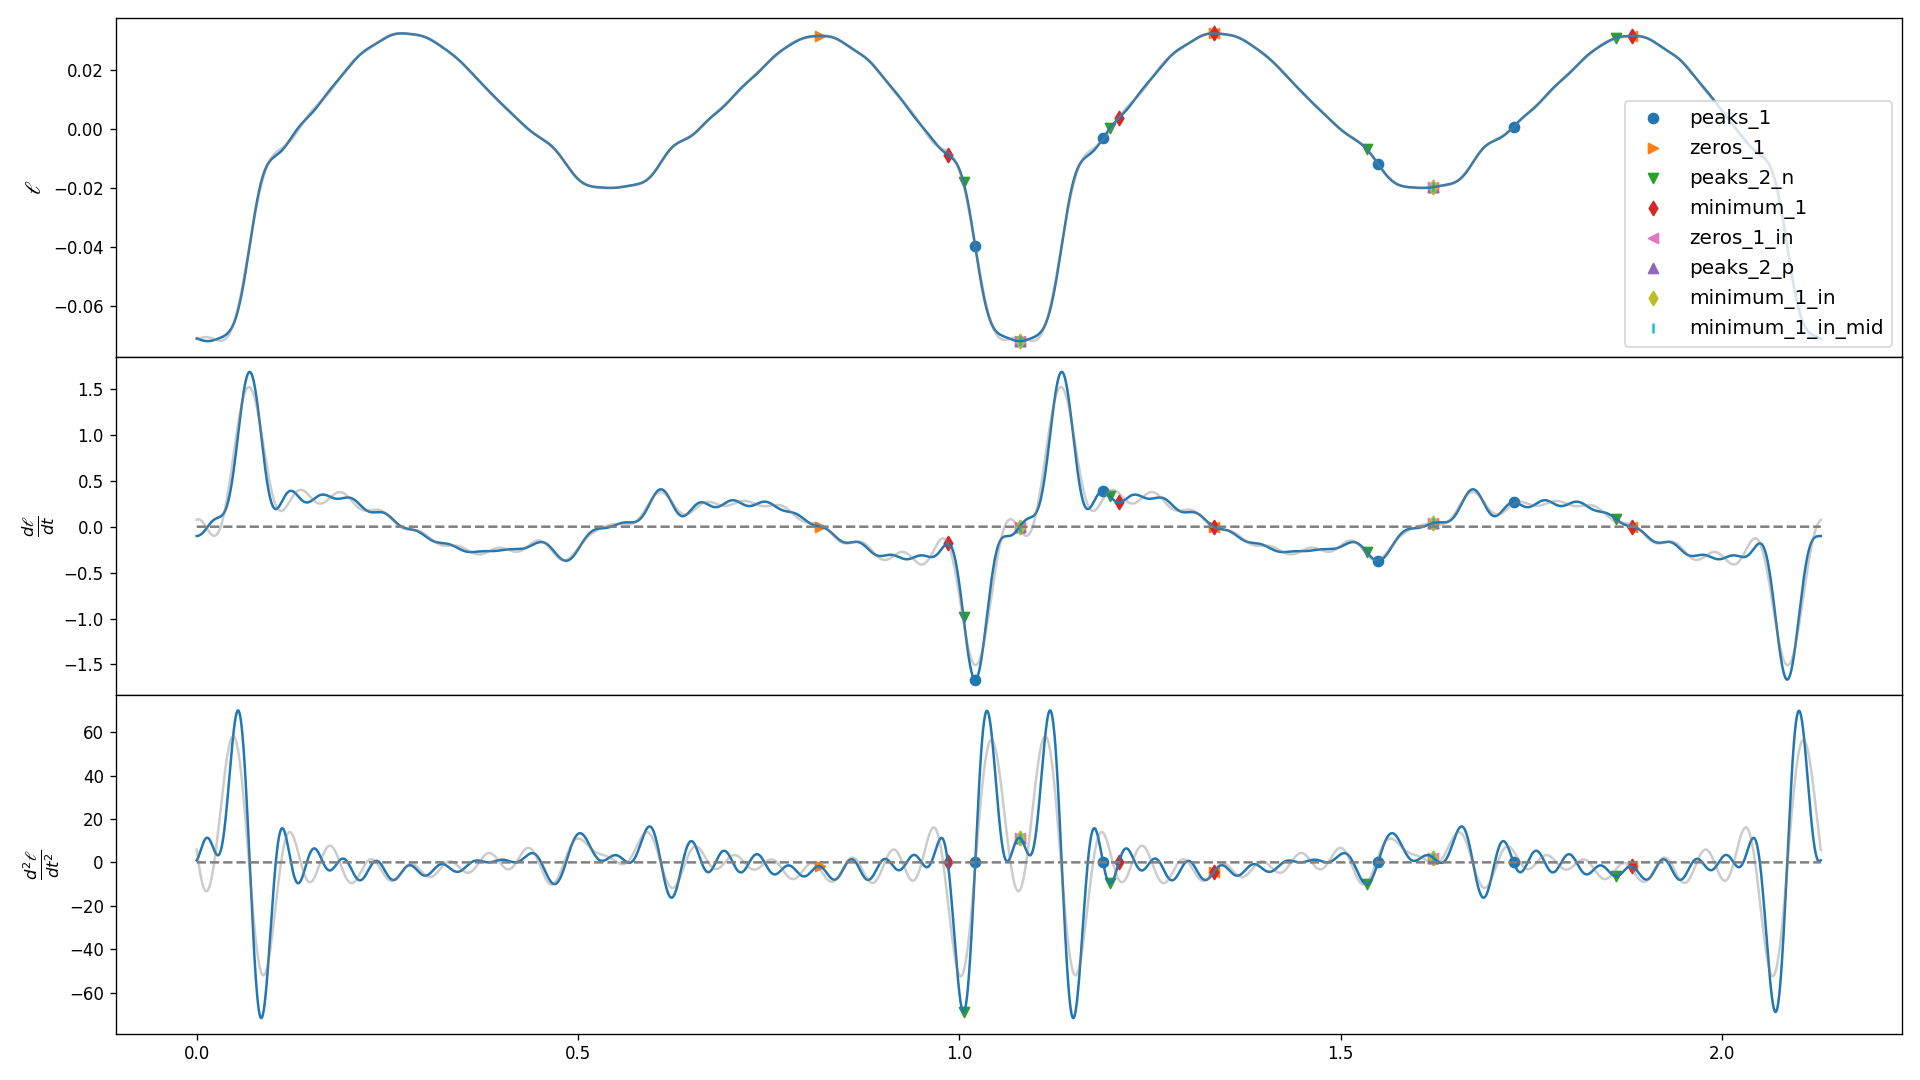 0.02
0.00
−0.02
−0.04
−0.06
ℓ
peaks_1
zeros_1
peaks_2_n
minimum_1
zeros_1_in
peaks_2_p
minimum_1_in
minimum_1_in_mid
1.5
1.0
0.5
0.0
−0.5
−1.0
−1.5
dℓ/dt
60
40
20
0
−20
−40
−60
d²ℓ/dt²
0.0 0.5 1.0 1.5 2.0